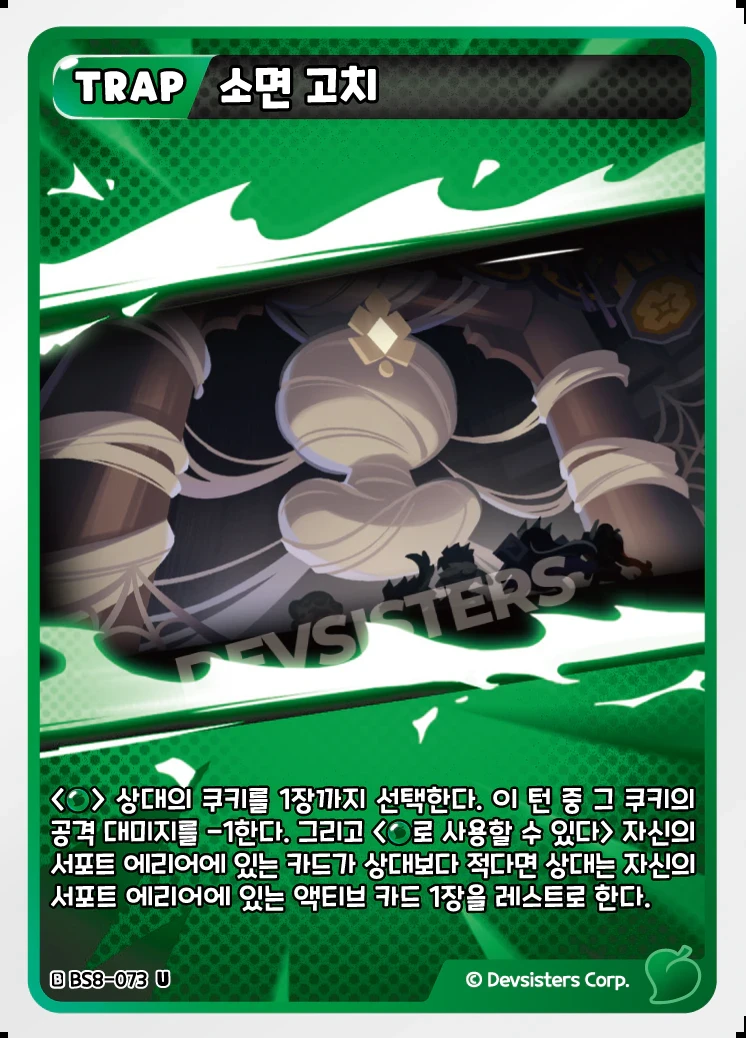 TRAP 소면 고치
DEVSISTERS
< > 상대의 쿠키를 1장까지 선택한다. 이 턴 중 그 쿠키의
공격 대미지를 -1한다. 그리고 < 로 사용할 수 있다> 자신의
서포트 에리어에 있는 카드가 상대보다 적다면 상대는 자신의
서포트 에리어에 있는 액티브 카드 1장을 레스트로 한다.
B BS8-073 U
© Devsisters Corp.